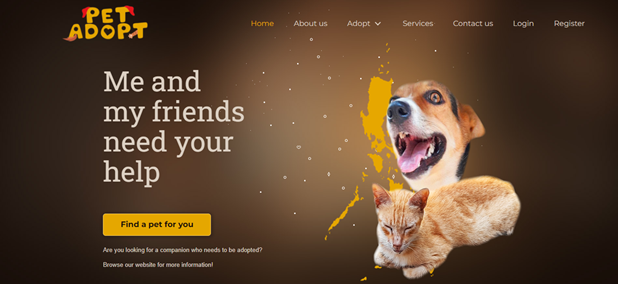 PET
ADOPT
Home About us Adopt Services Contact us Login Register
Me and
my friends
need your
help
Find a pet for you
Are you looking for a companion who needs to be adopted?
Browse our website for more information!